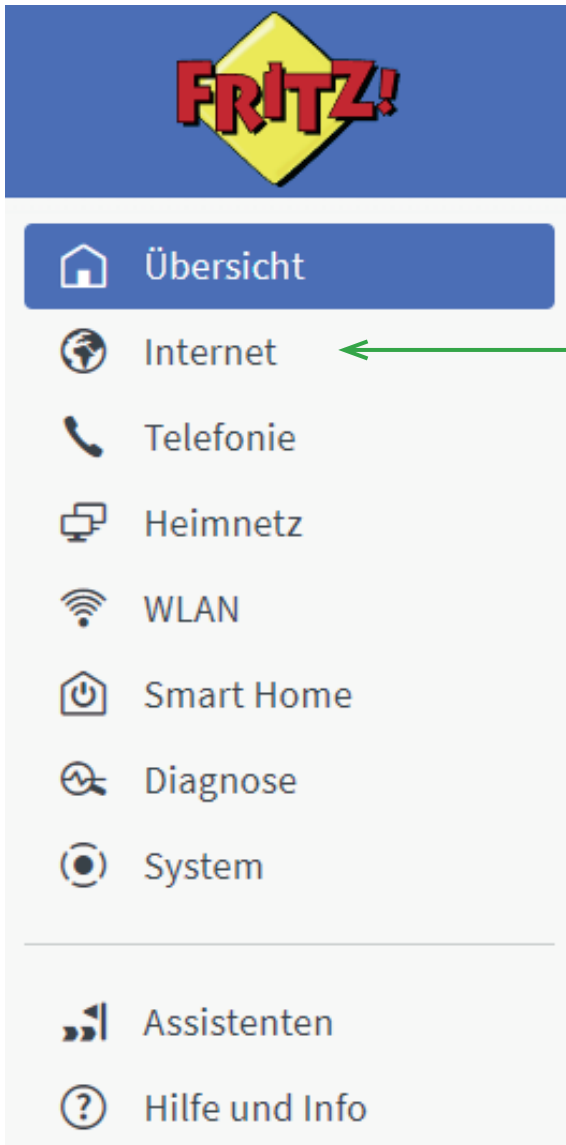 FRITZ!
Übersicht
Internet
Telefonie
Heimnetz
WLAN
Smart Home
Diagnose
System
Assistenten
Hilfe und Info